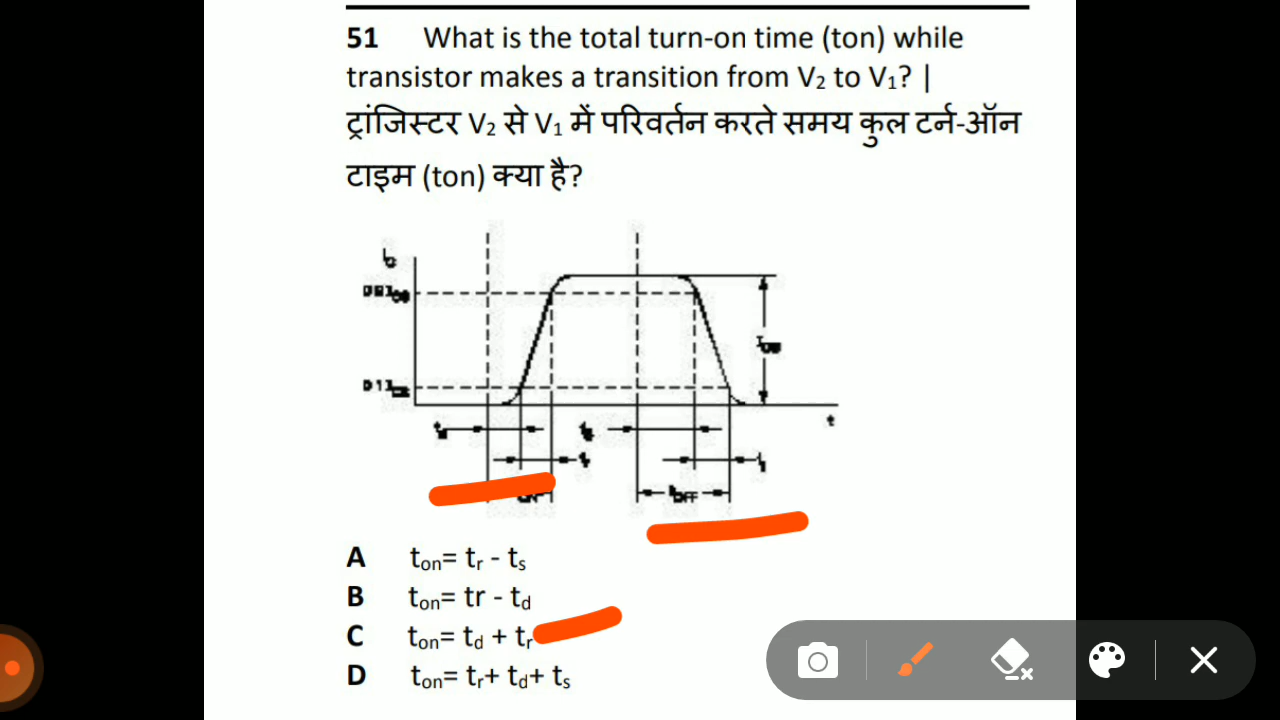 51 What is the total turn-on time (ton) while
transistor makes a transition from V₂ to V₁? |
ट्रांजिस्टर V₂ से V₁ में परिवर्तन करते समय कुल टर्न-ऑन
टाइम (ton) क्या है?
t
tOFF
A ton= tr - ts
B ton= tr - td
C ton= td + tr
D ton= tr+ td+ ts